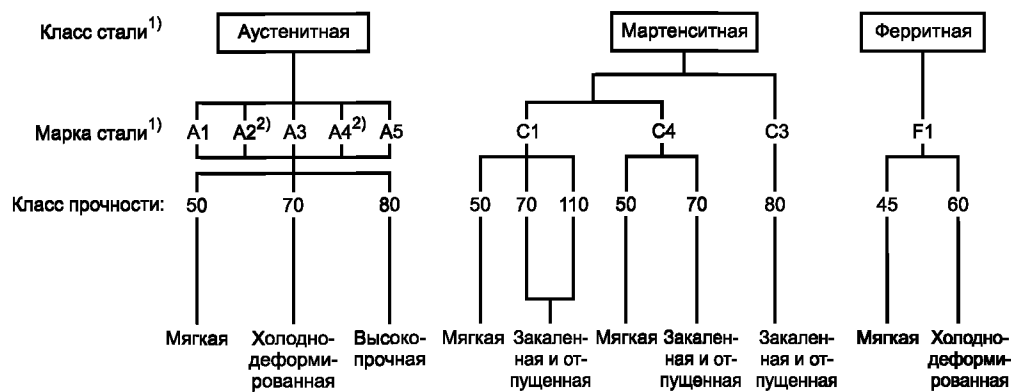 Класс стали1) Аустенитная Мартенситная Ферритная
Марка стали1) A1 A22) A3 A42) A5 C1 C4 C3 F1
Класс прочности: 50 70 80 50 70 110 50 70 80 45 60
Мягкая Холодно- Высоко- Мягкая Закален- Мягкая Закален- Закален- Мягкая Холодно-
деформи- прочная ная и от- ная и от- ная и от- деформи-
рованная пущенная пущенная пущенная рованная